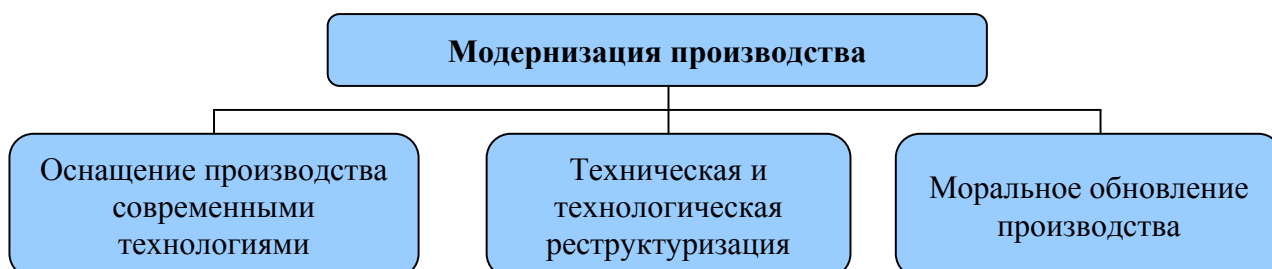 Модернизация производства
Оснащение производства
современными
технологиями
Техническая и
технологическая
реструктуризация
Моральное обновление
производства